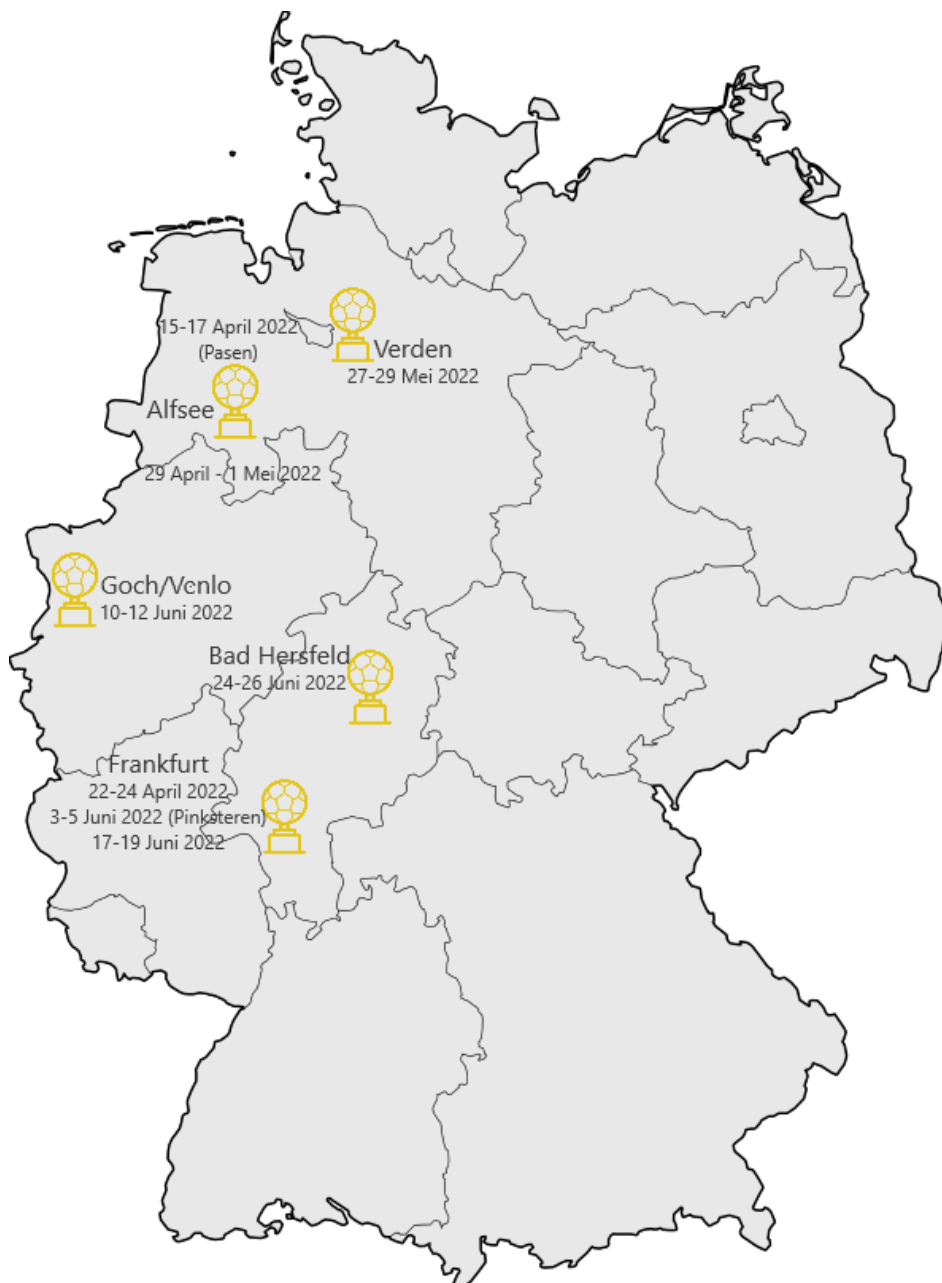 15-17 April 2022
(Pasen)
Verden
27-29 Mei 2022
Alfsee
29 April - 1 Mei 2022
Goch/Venlo
10-12 Juni 2022
Bad Hersfeld
24-26 Juni 2022
Frankfurt
22-24 April 2022
3-5 Juni 2022 (Pinksteren)
17-19 Juni 2022